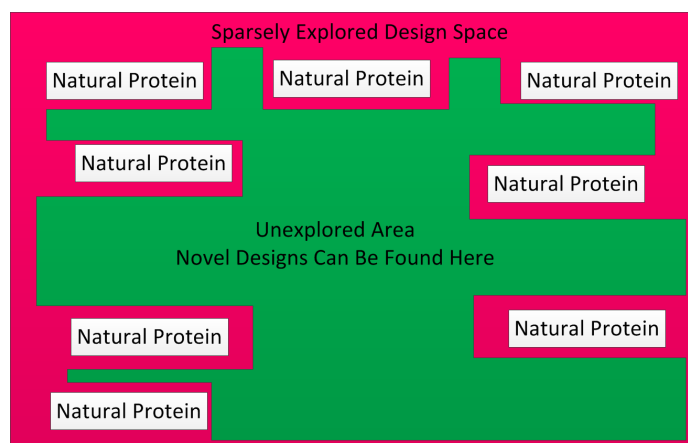 Sparsely Explored Design Space
Natural Protein
Natural Protein
Natural Protein
Natural Protein
Natural Protein
Unexplored Area
Novel Designs Can Be Found Here
Natural Protein
Natural Protein
Natural Protein